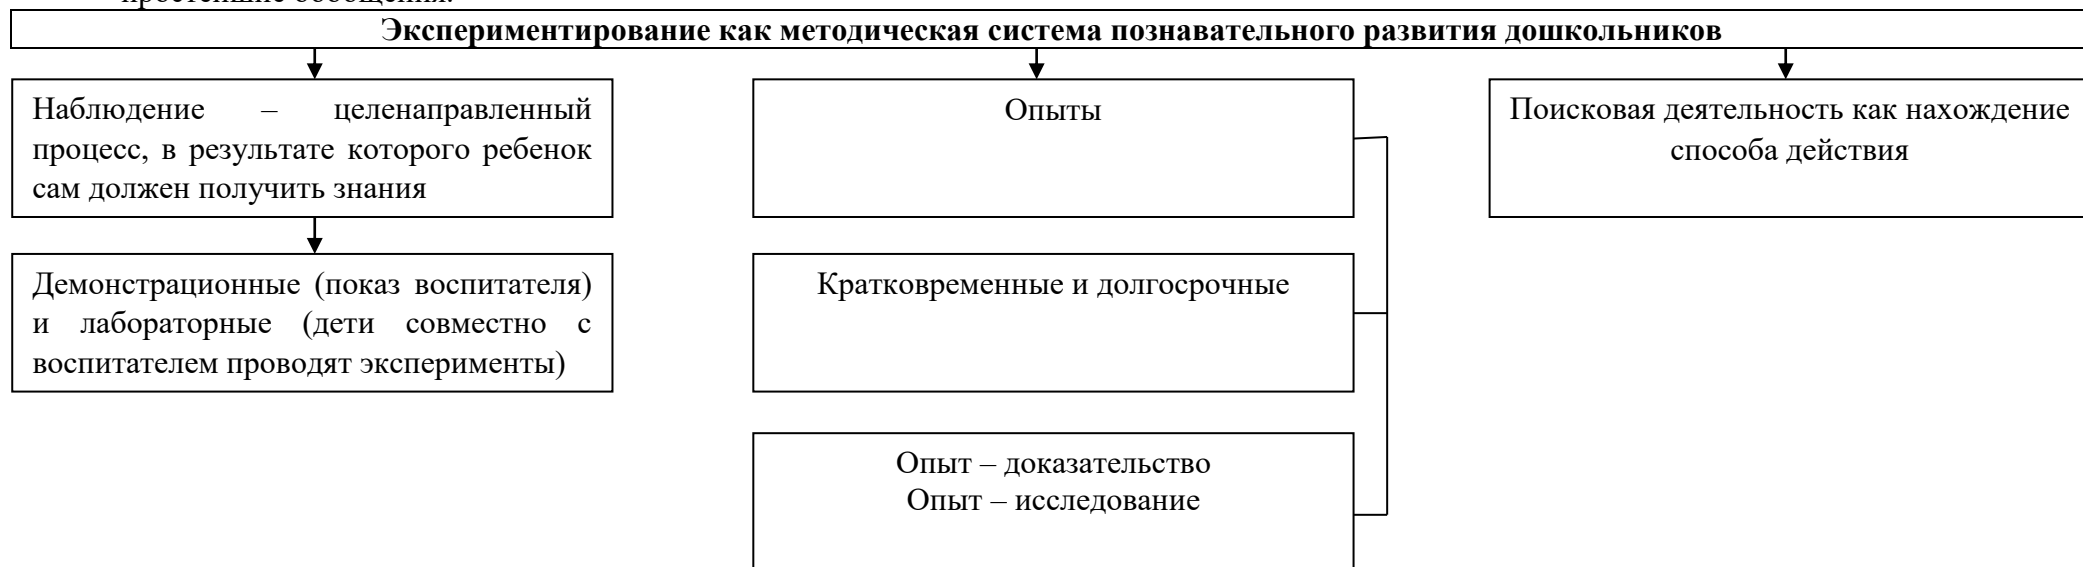 простейшие обобщения.
Экспериментирование как методическая система познавательного развития дошкольников
Наблюдение – целенаправленный
процесс, в результате которого ребенок
сам должен получить знания
Опыты
Поисковая деятельность как нахождение
способа действия
Демонстрационные (показ воспитателя)
и лабораторные (дети совместно с
воспитателем проводят эксперименты)
Кратковременные и долгосрочные
Опыт – доказательство
Опыт – исследование